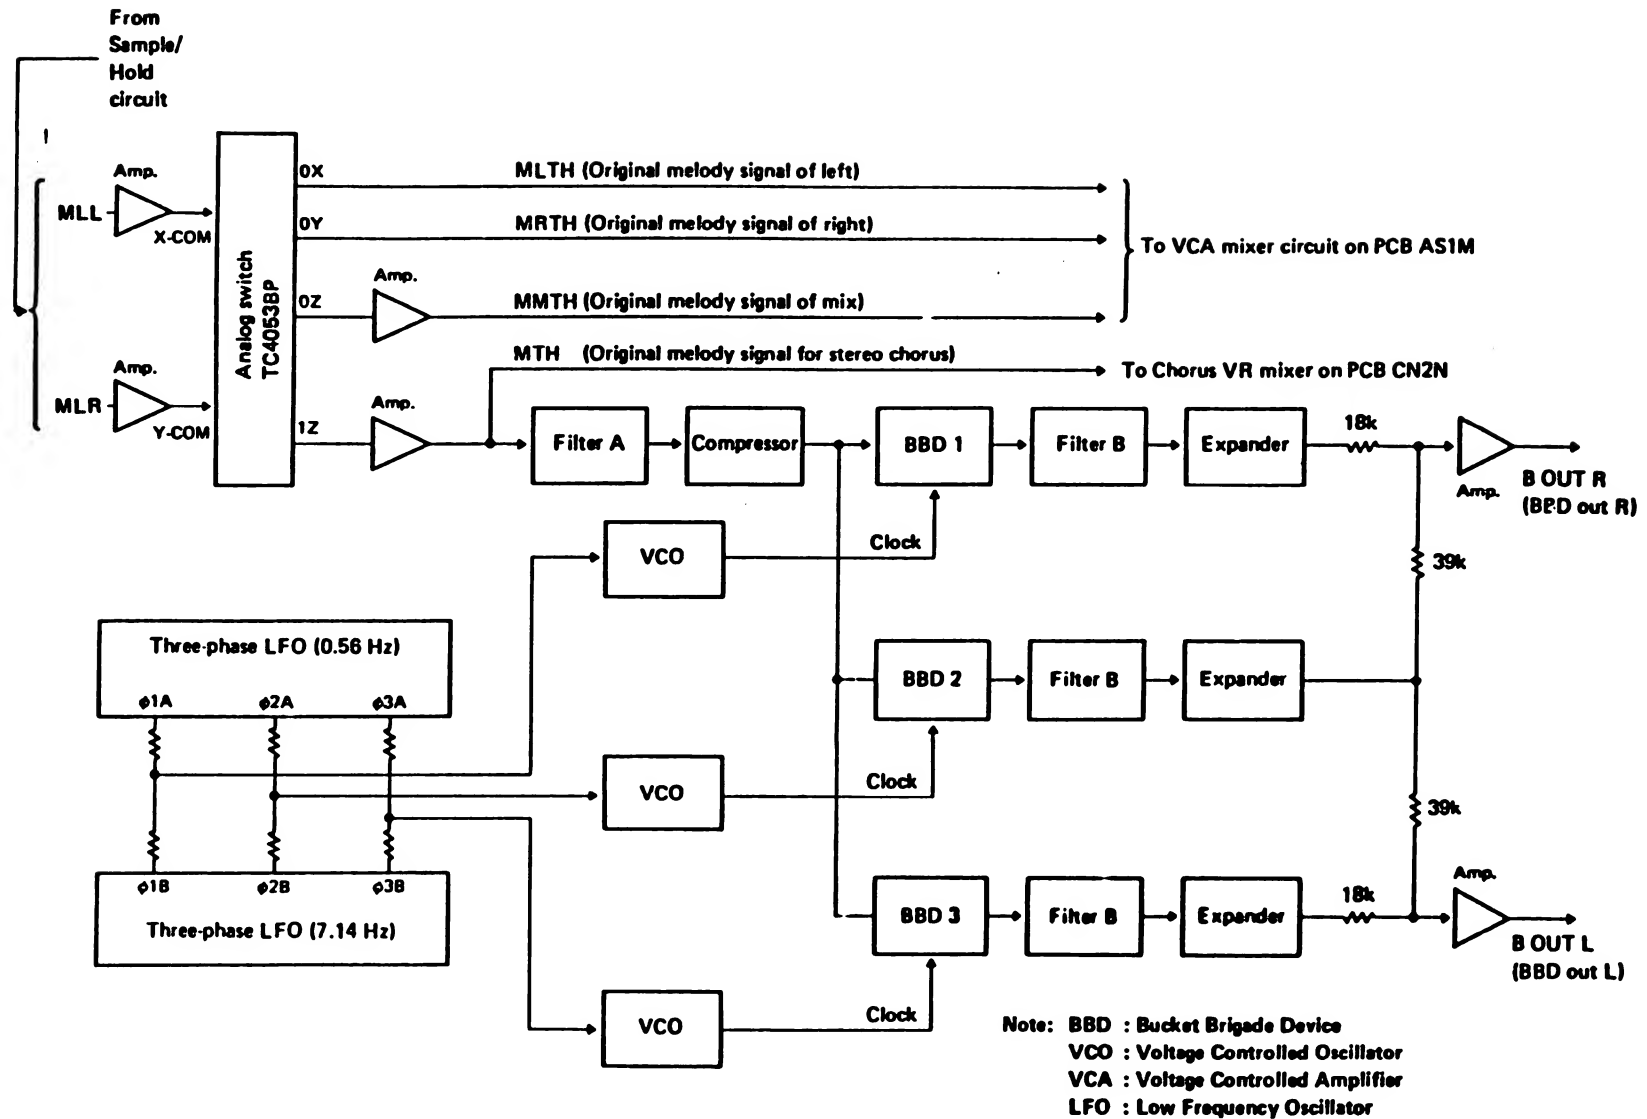 From
Sample/
Hold
circuit
Amp.
MLL
X-COM
Amp.
MLR
Y-COM
Analog switch
TC4053BP
0X
0Y
0Z
1Z
MLTH (Original melody signal of left)
MRTH (Original melody signal of right)
Amp.
MMTH (Original melody signal of mix)
To VCA mixer circuit on PCB AS1M
MTH (Original melody signal for stereo chorus)
To Chorus VR mixer on PCB CN2N
Amp.
Filter A
Compressor
BBD 1
Filter B
Expander
18k
Amp.
B OUT R
(BBD out R)
VCO
Clock
39k
Three-phase LFO (0.56 Hz)
φ1A
φ2A
φ3A
BBD 2
Filter B
Expander
VCO
Clock
39k
φ1B
φ2B
φ3B
Three-phase LFO (7.14 Hz)
BBD 3
Filter B
Expander
18k
Amp.
B OUT L
(BBD out L)
VCO
Clock
Note: BBD : Bucket Brigade Device
VCO : Voltage Controlled Oscillator
VCA : Voltage Controlled Amplifier
LFO : Low Frequency Oscillator